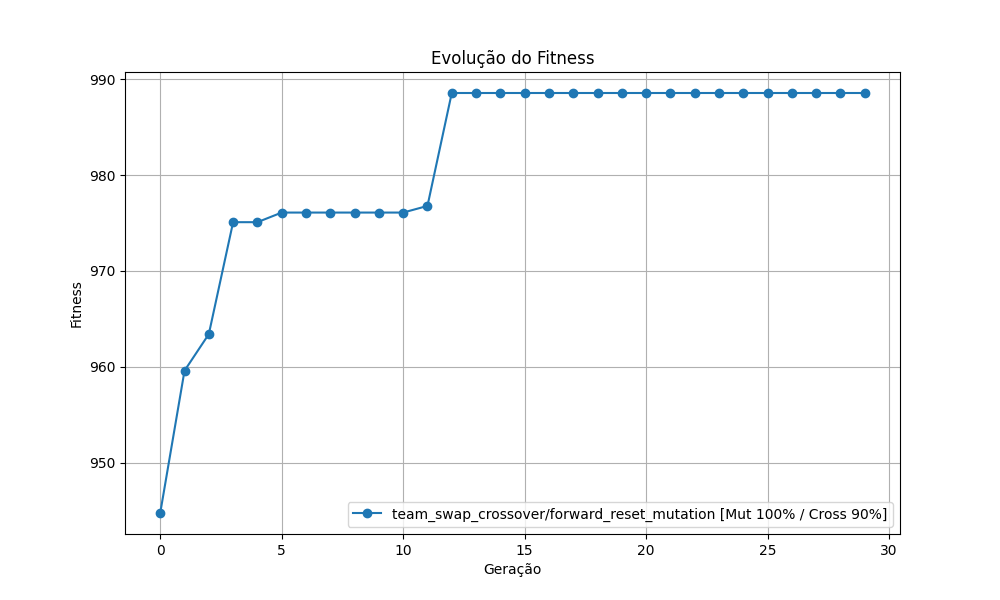 Evolução do Fitness
Fitness
990
980
970
960
950
0 5 10 15 20 25 30
Geração
team_swap_crossover/forward_reset_mutation [Mut 100% / Cross 90%]